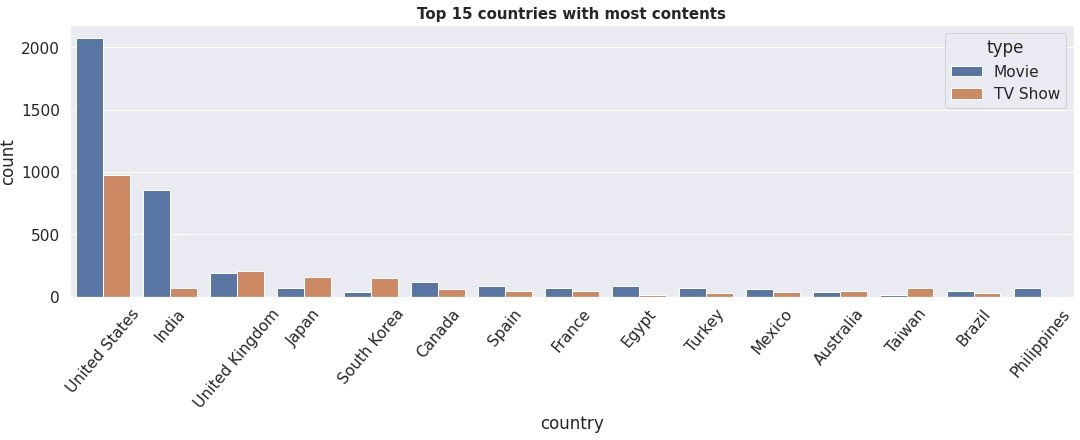 Top 15 countries with most contents
type
Movie
TV Show
count
2000
1500
1000
500
0
United States
India
United Kingdom
Japan
South Korea
Canada
Spain
France
Egypt
Turkey
Mexico
Australia
Taiwan
Brazil
Philippines
country